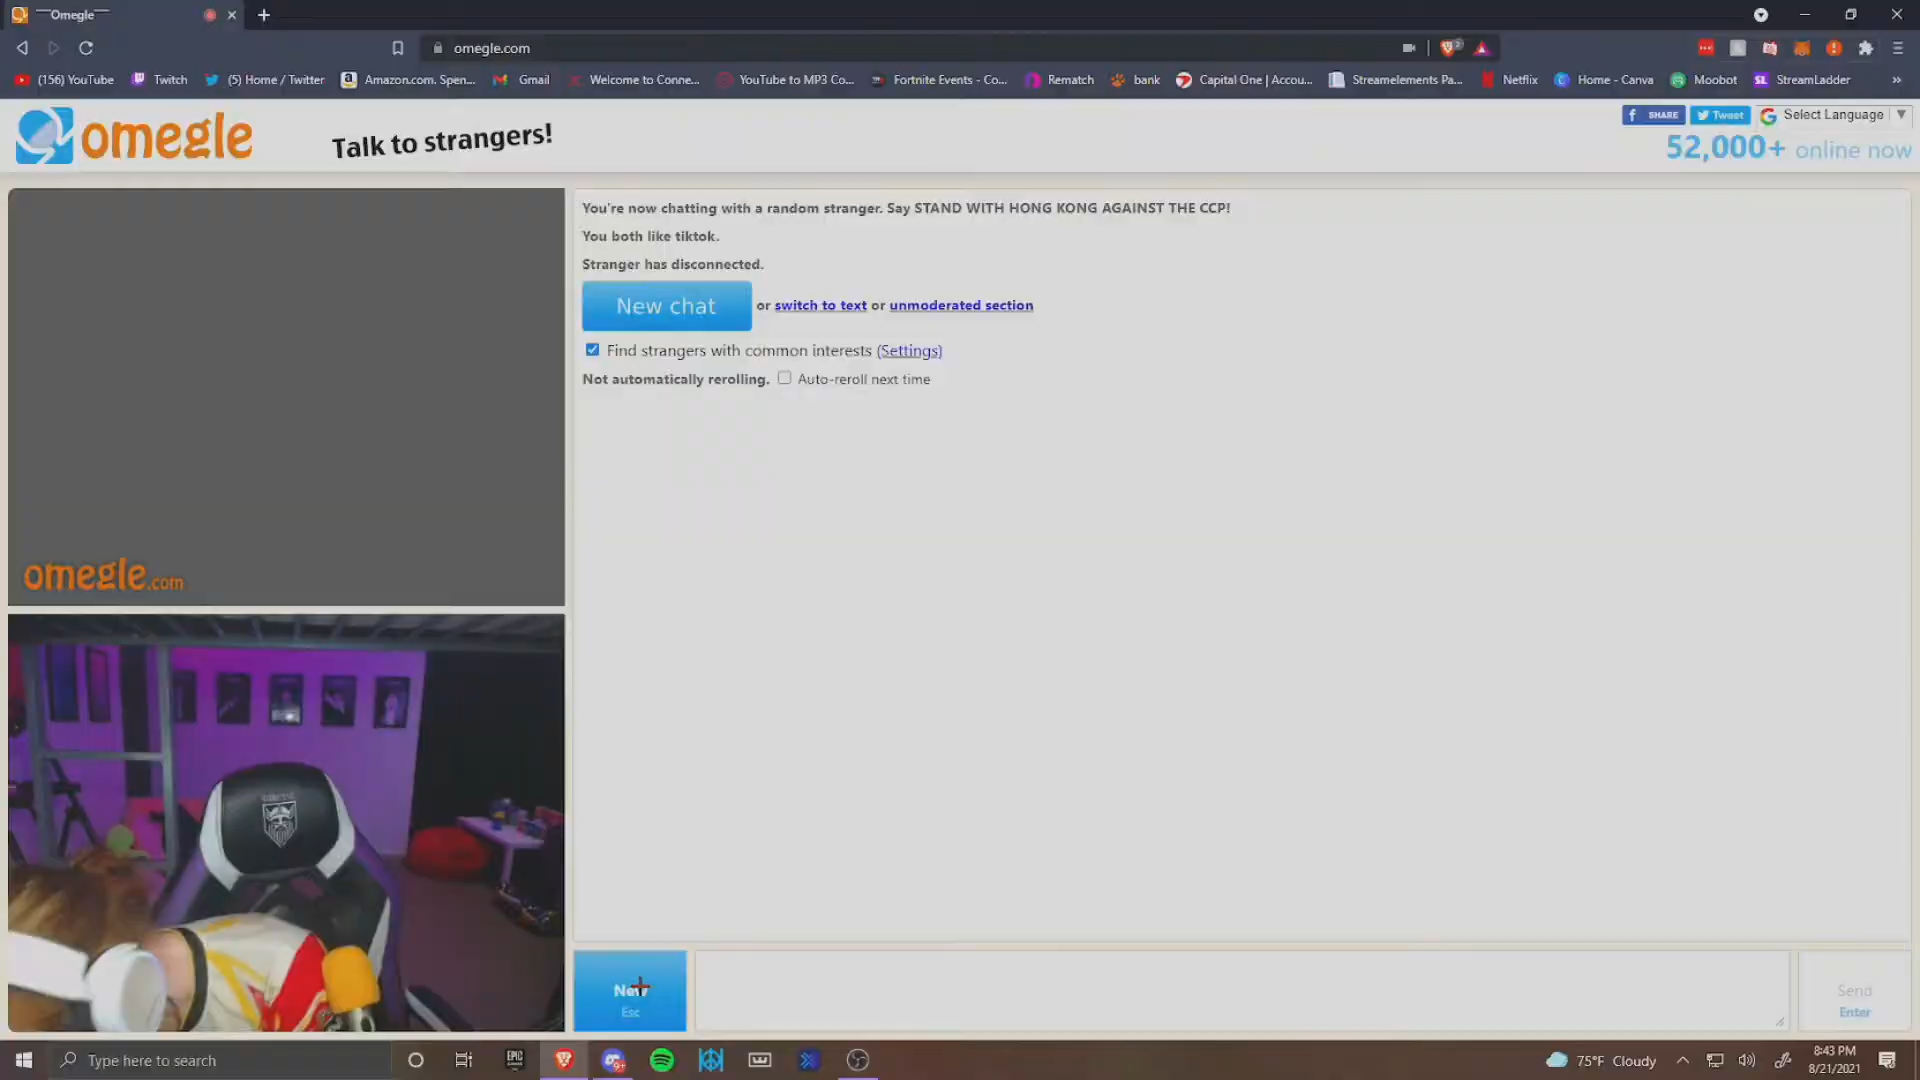 Omegle
omegle.com
(156) YouTube
Twitch
(5) Home / Twitter
Amazon.com. Spen...
Gmail
Welcome to Conne...
YouTube to MP3 Co...
Fortnite Events - Co...
Rematch
bank
Capital One | Accou...
Streamelements Pa...
Netflix
Home - Canva
Moobot
SL StreamLadder
omegle
Talk to strangers!
SHARE
Tweet
Select Language
52,000+ online now
You're now chatting with a random stranger. Say STAND WITH HONG KONG AGAINST THE CCP!
You both like tiktok.
Stranger has disconnected.
New chat or switch to text or unmoderated section
Find strangers with common interests (Settings)
Not automatically rerolling. Auto-reroll next time
omegle.com
New
Esc
Send
Enter
Type here to search
EPIC
9+
75°F Cloudy
8:43 PM
8/21/2021